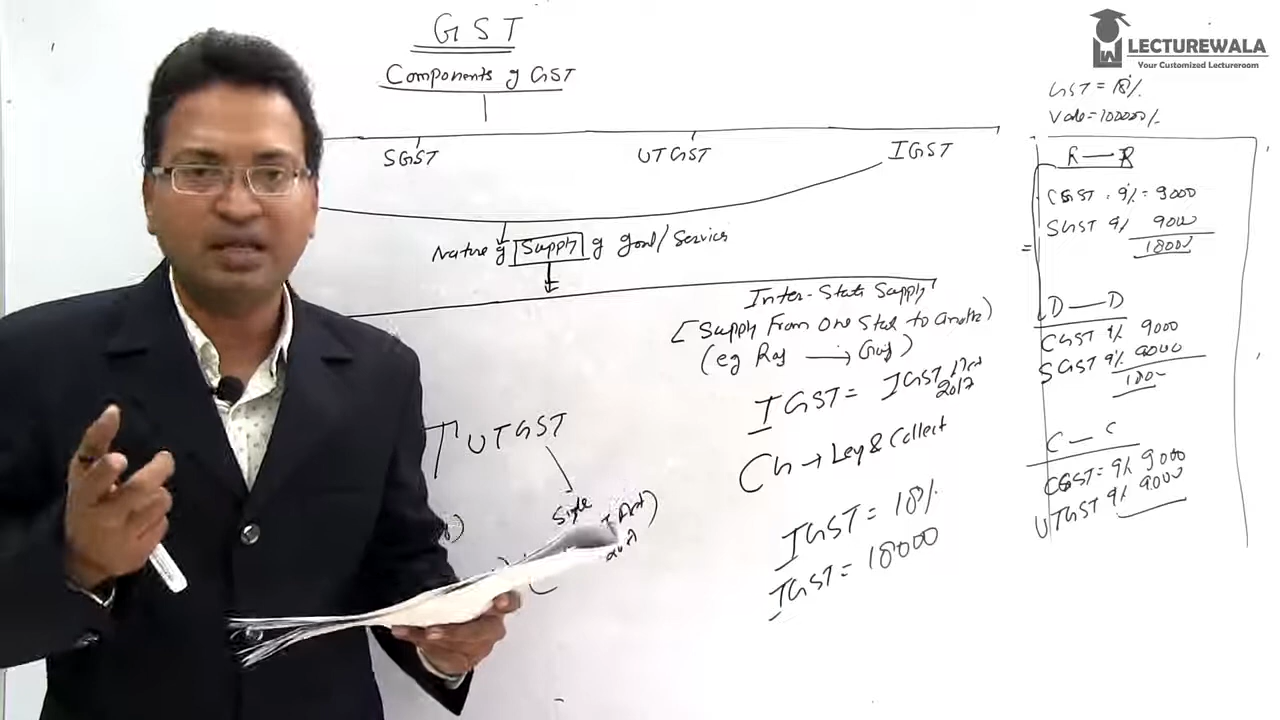 GST
Components of GST
SGST
UTGST
IGST
Nature of Supply of good/Service
Inter-State Supply
[Supply From One State to another)
(eg Raj → Guj)
IGST = IGST Act
2017
CG → Levy & Collect
IGST = 18%
IGST = 18000
UTGST
LECTUREWALA
Your Customized Lectureroom
GST = 18%
Value = 100000/-
R — R
CGST 9% = 9000
SGST 9% 9000
18000
D — D
CGST 9% 9000
SGST 9% 9000
C — C
CGST = 9% 9000
UTGST 9% 9000